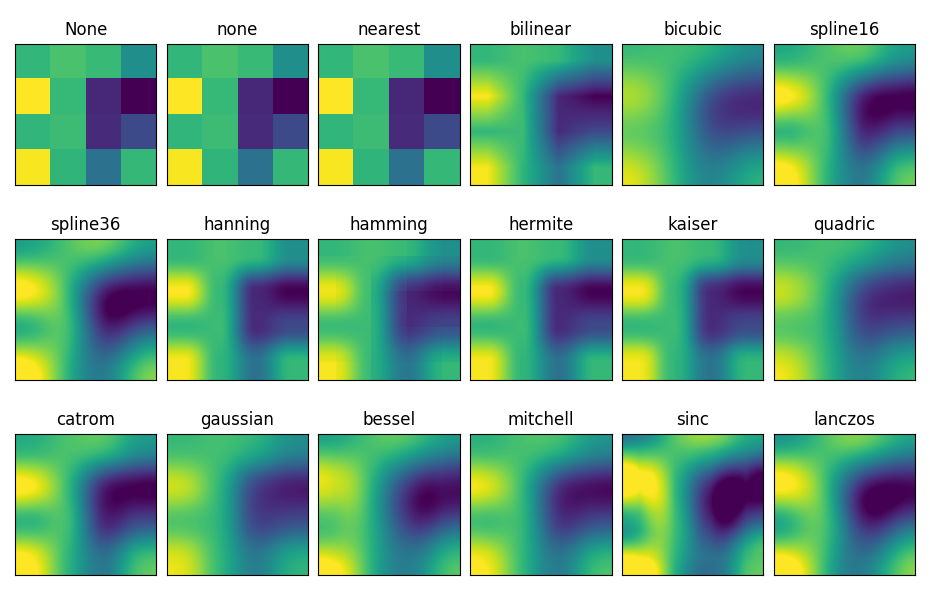 None none nearest bilinear bicubic spline16
spline36 hanning hamming hermite kaiser quadric
catrom gaussian bessel mitchell sinc lanczos